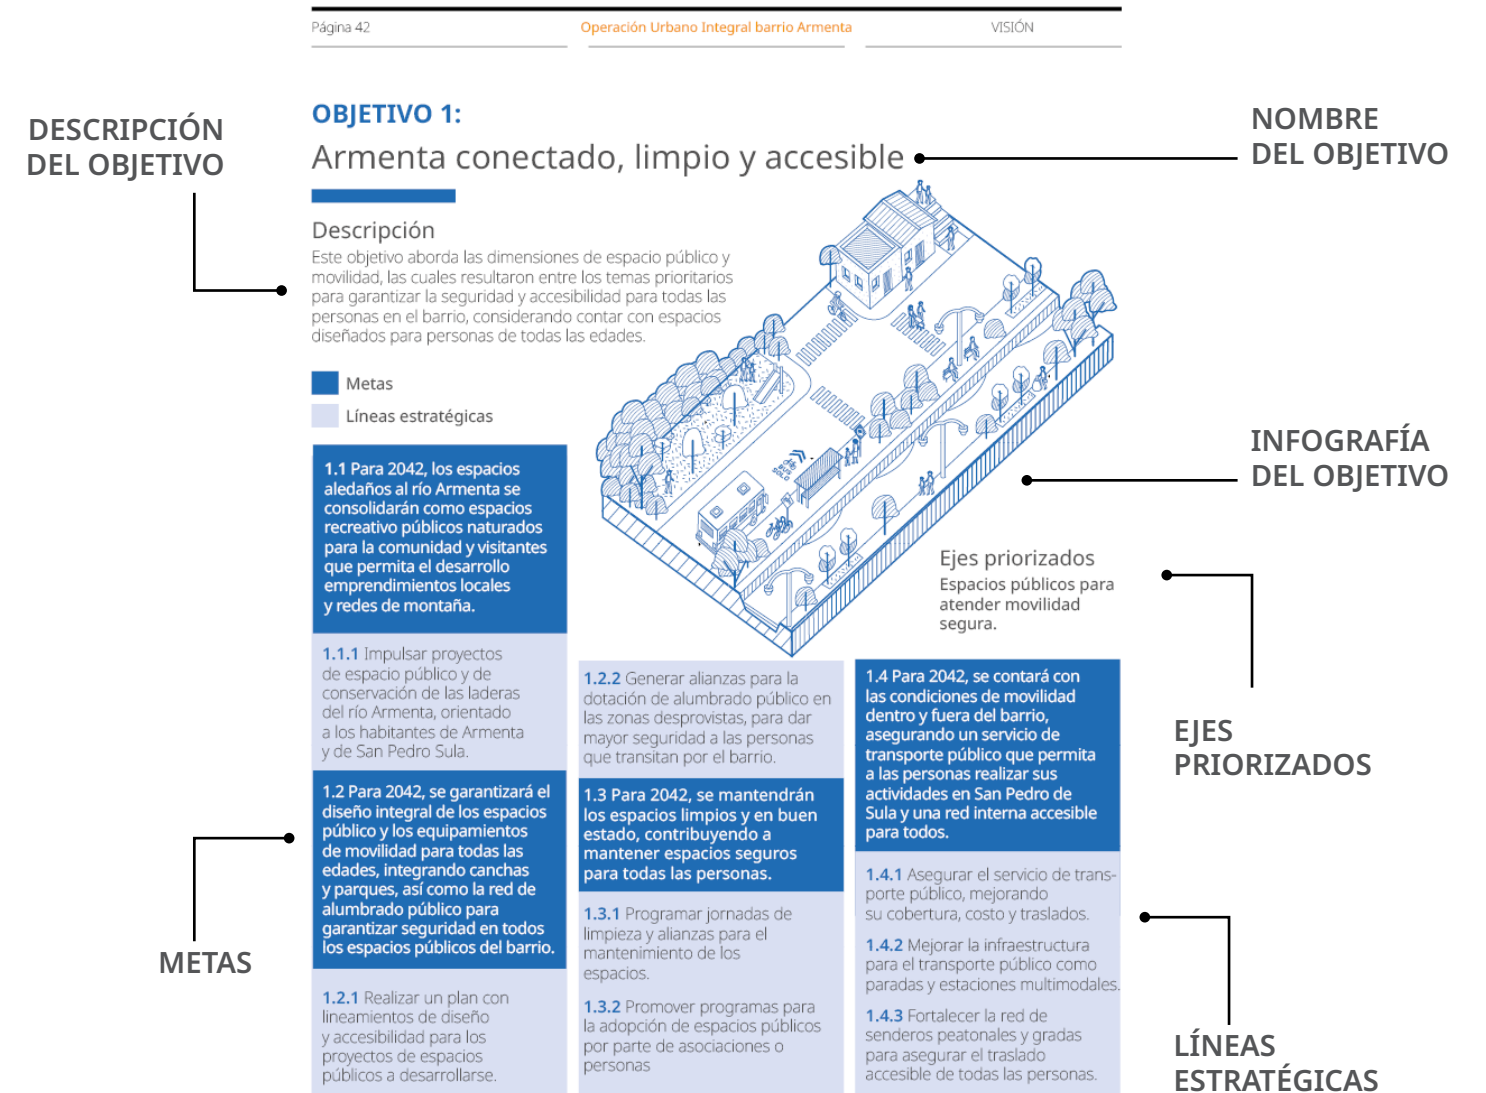 Página 42
Operación Urbano Integral barrio Armenta
VISIÓN
DESCRIPCIÓN
DEL OBJETIVO
OBJETIVO 1:
Armenta conectado, limpio y accesible
NOMBRE
DEL OBJETIVO
Descripción
Este objetivo aborda las dimensiones de espacio público y
movilidad, las cuales resultaron entre los temas prioritarios
para garantizar la seguridad y accesibilidad para todas las
personas en el barrio, considerando contar con espacios
diseñados para personas de todas las edades.
Metas
Líneas estratégicas
INFOGRAFÍA
DEL OBJETIVO
1.1 Para 2042, los espacios
aledaños al río Armenta se
consolidarán como espacios
recreativo públicos naturados
para la comunidad y visitantes
que permita el desarrollo
emprendimientos locales
y redes de montaña.
1.1.1 Impulsar proyectos
de espacio público y de
conservación de las laderas
del río Armenta, orientado
a los habitantes de Armenta
y de San Pedro Sula.
1.2 Para 2042, se garantizará el
diseño integral de los espacios
público y los equipamientos
de movilidad para todas las
edades, integrando canchas
y parques, así como la red de
alumbrado público para
garantizar seguridad en todos
los espacios públicos del barrio.
1.2.1 Realizar un plan con
lineamientos de diseño
y accesibilidad para los
proyectos de espacios
públicos a desarrollarse.
METAS
1.2.2 Generar alianzas para la
dotación de alumbrado público en
las zonas desprovistas, para dar
mayor seguridad a las personas
que transitan por el barrio.
1.3 Para 2042, se mantendrán
los espacios limpios y en buen
estado, contribuyendo a
mantener espacios seguros
para todas las personas.
1.3.1 Programar jornadas de
limpieza y alianzas para el
mantenimiento de los
espacios.
1.3.2 Promover programas para
la adopción de espacios públicos
por parte de asociaciones o
personas
Ejes priorizados
Espacios públicos para
atender movilidad
segura.
EJES
PRIORIZADOS
1.4 Para 2042, se contará con
las condiciones de movilidad
dentro y fuera del barrio,
asegurando un servicio de
transporte público que permita
a las personas realizar sus
actividades en San Pedro de
Sula y una red interna accesible
para todos.
1.4.1 Asegurar el servicio de trans-
porte público, mejorando
su cobertura, costo y traslados.
1.4.2 Mejorar la infraestructura
para el transporte público como
paradas y estaciones multimodales.
1.4.3 Fortalecer la red de
senderos peatonales y gradas
para asegurar el traslado
accesible de todas las personas.
LÍNEAS
ESTRATÉGICAS